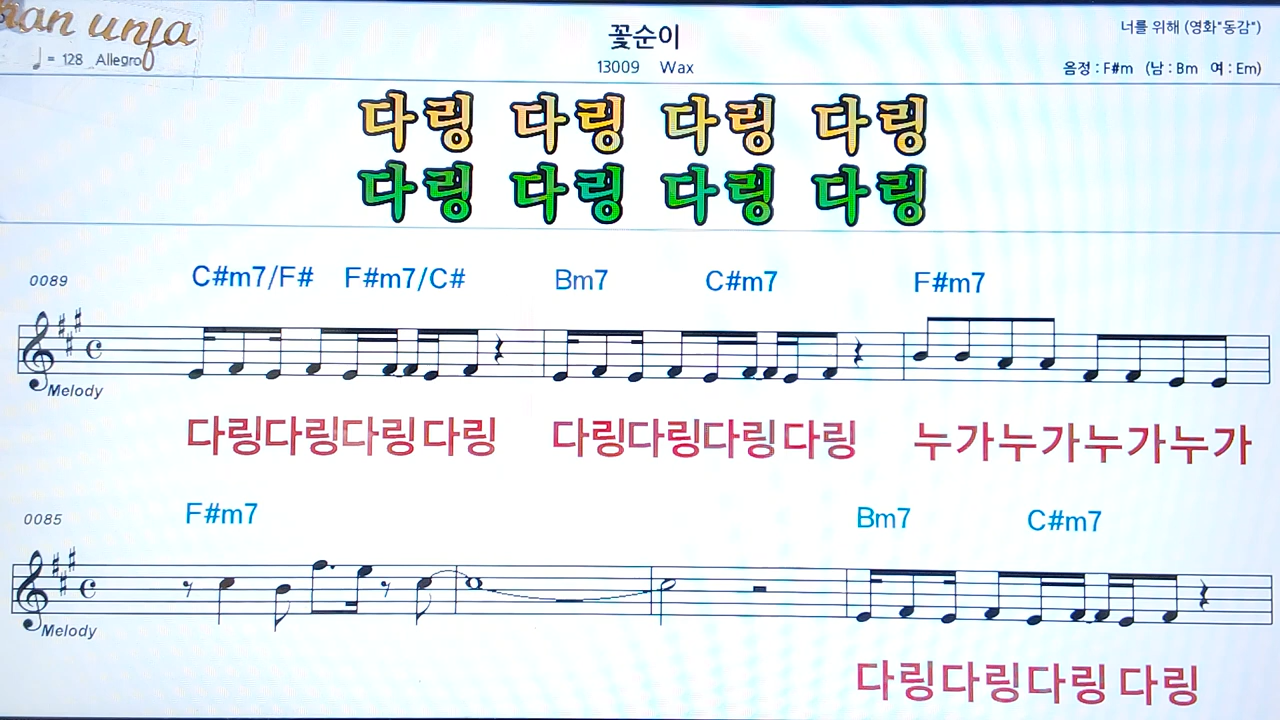 꽃순이
너를 위해 (영화"동감")
♩ = 128 Allegro
13009 Wax
음정 : F#m (남 : Bm 여 : Em)
다링 다링 다링 다링
다링 다링 다링 다링
0089 C#m7/F# F#m7/C# Bm7 C#m7 F#m7
Melody
다링다링다링다링 다링다링다링다링 누가누가누가누가
0085 F#m7 Bm7 C#m7
Melody
다링다링다링 다링